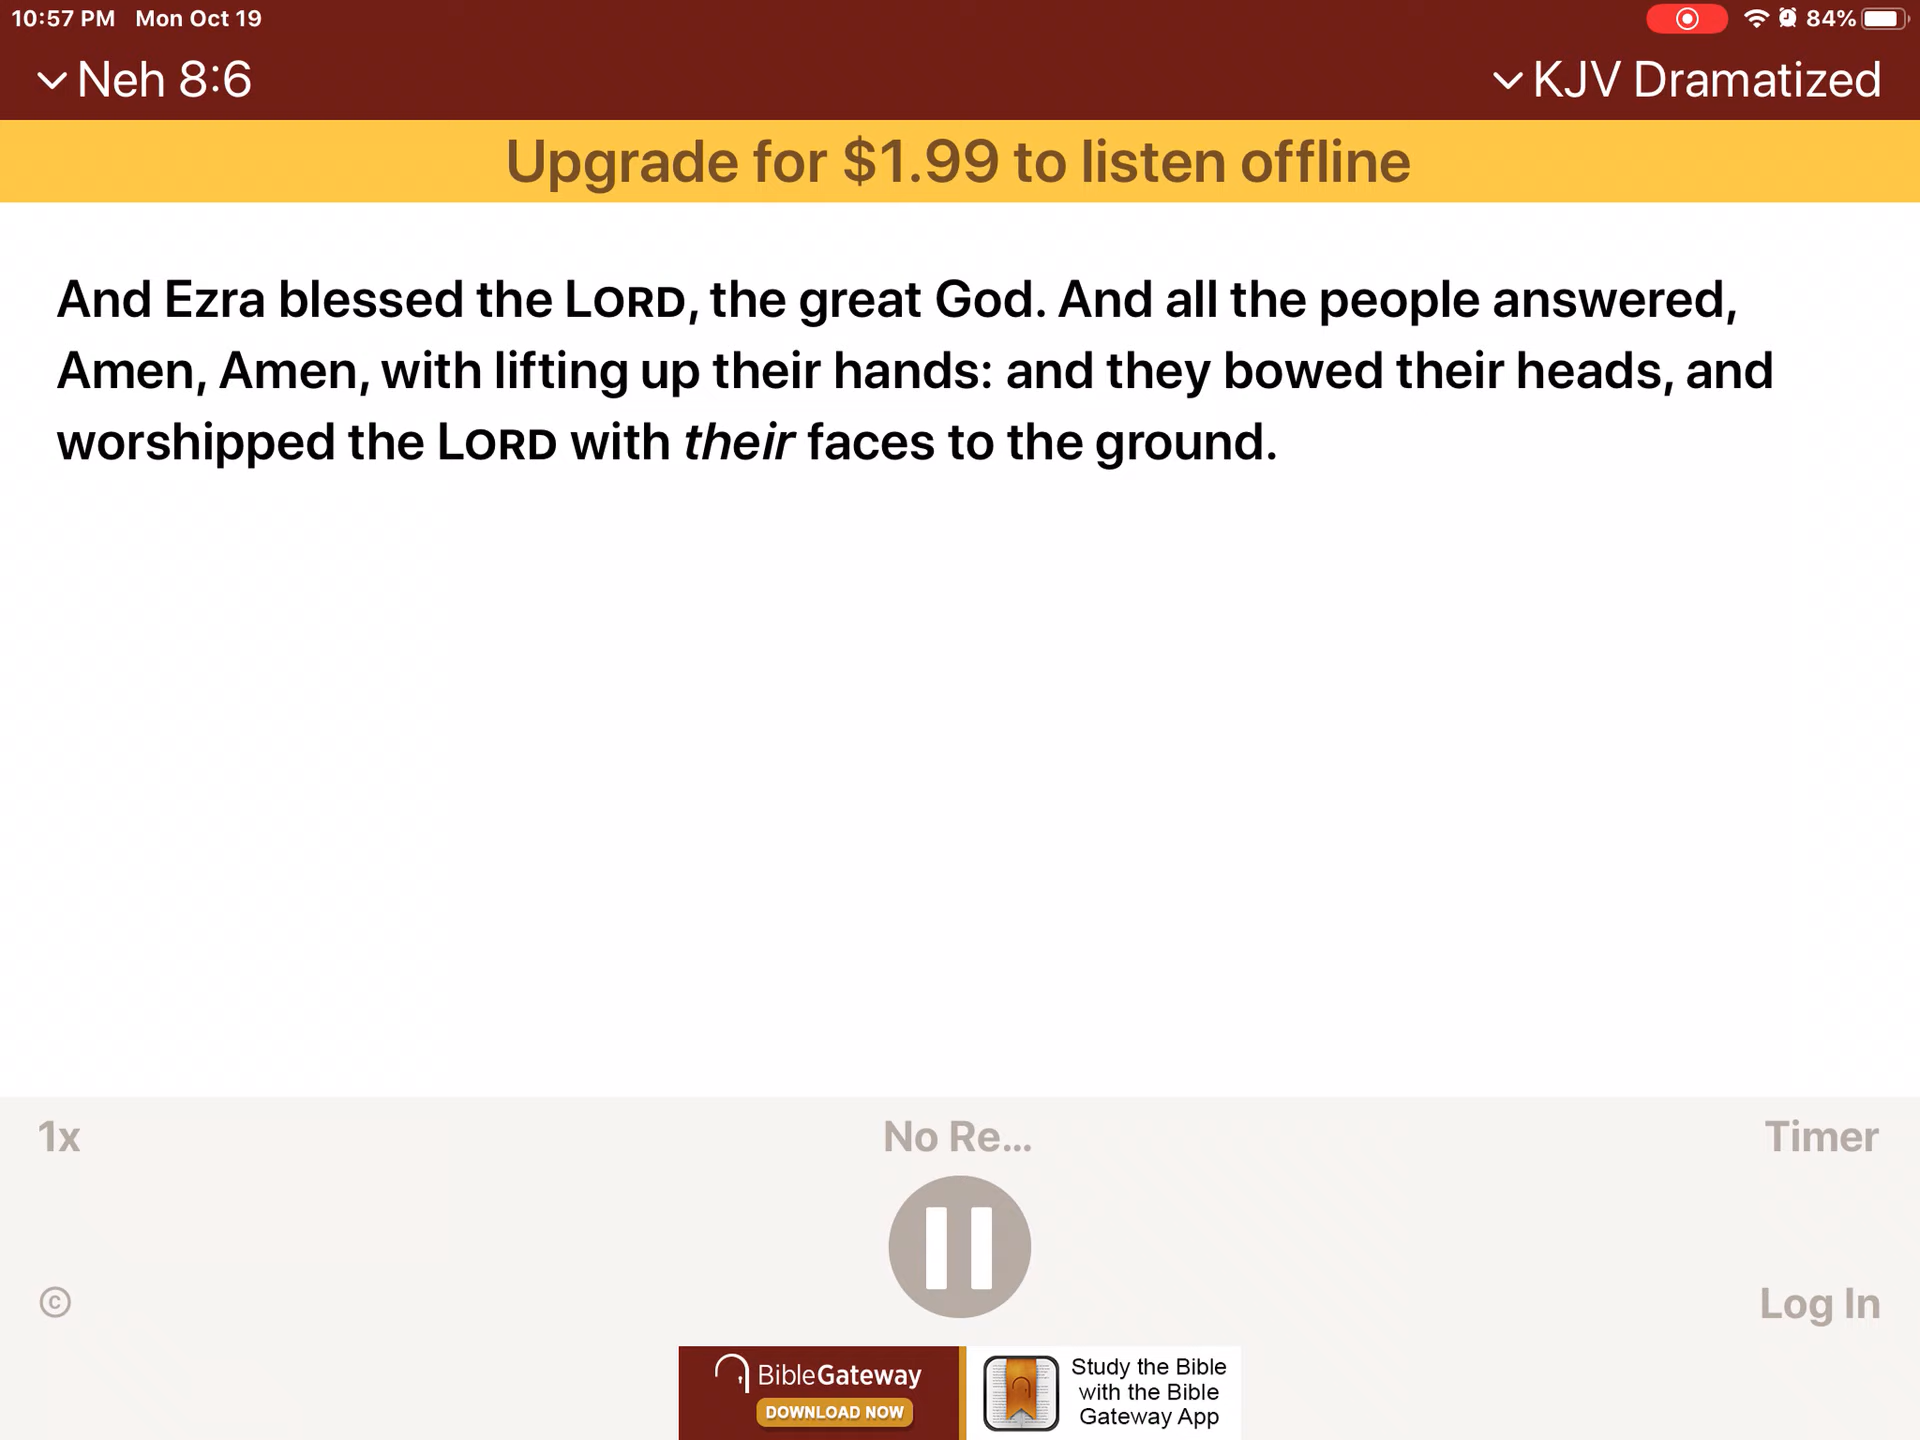 10:57 PM Mon Oct 19
84%
Neh 8:6
KJV Dramatized
Upgrade for $1.99 to listen offline
And Ezra blessed the LORD, the great God. And all the people answered,
Amen, Amen, with lifting up their hands: and they bowed their heads, and
worshipped the LORD with their faces to the ground.
1x
No Re...
Timer
©
Log In
BibleGateway
DOWNLOAD NOW
Study the Bible
with the Bible
Gateway App